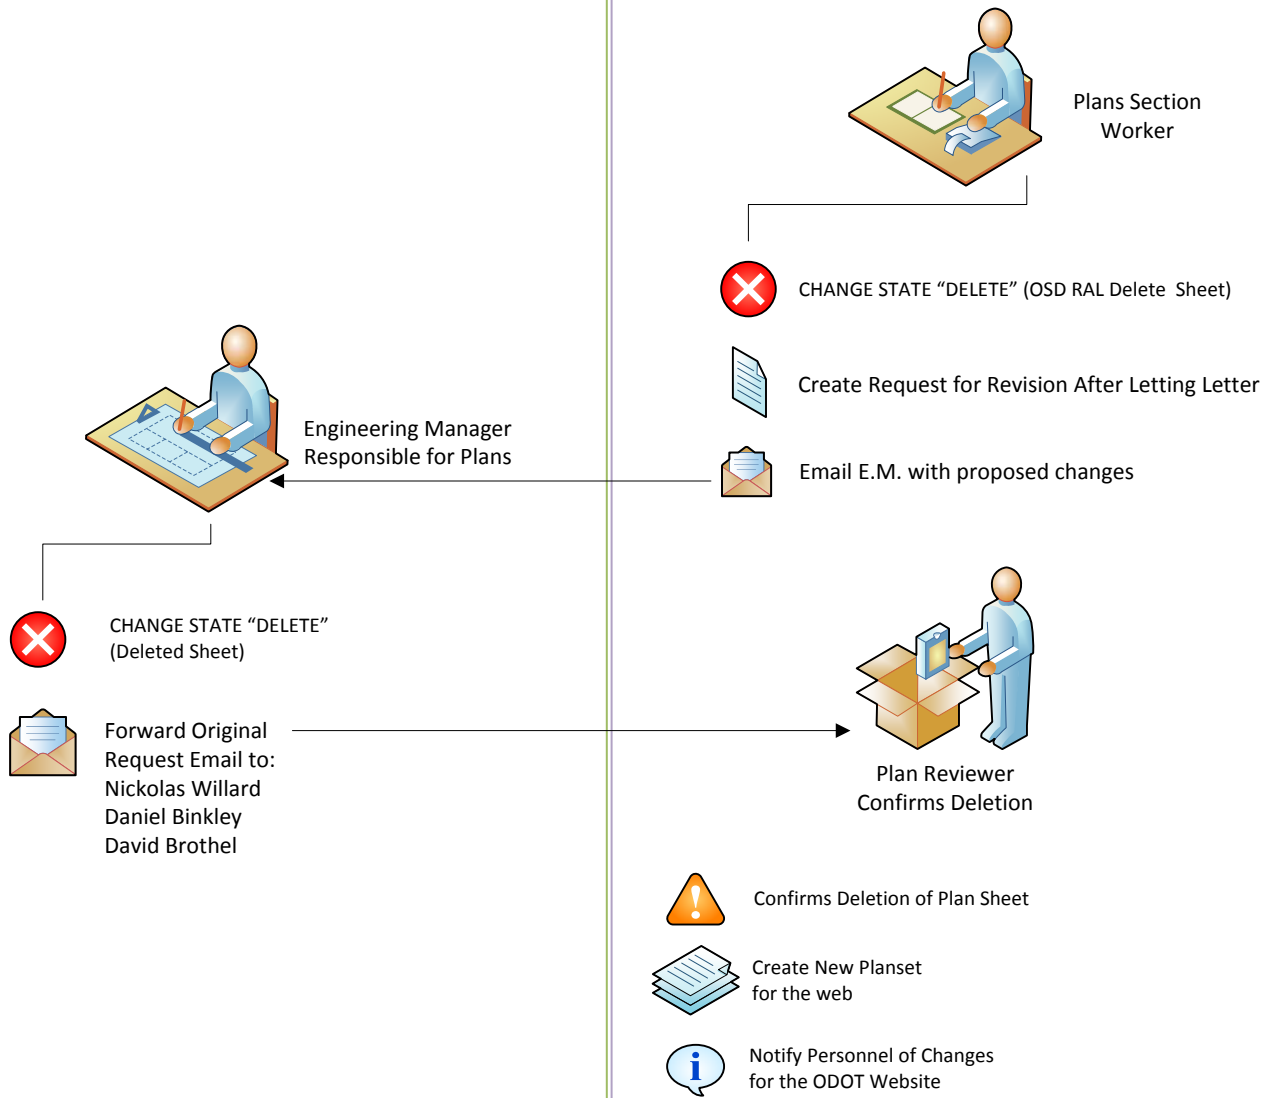 Plans Section
Worker
CHANGE STATE “DELETE” (OSD RAL Delete  Sheet)
Create Request for Revision After Letting Letter
Email E.M. with proposed changes
Engineering Manager
Responsible for Plans
CHANGE STATE “DELETE”
(Deleted Sheet)
Forward Original
Request Email to:
Nickolas Willard
Daniel Binkley
David Brothel
Plan Reviewer
Confirms Deletion
Confirms Deletion of Plan Sheet
Create New Planset
for the web
Notify Personnel of Changes
for the ODOT Website